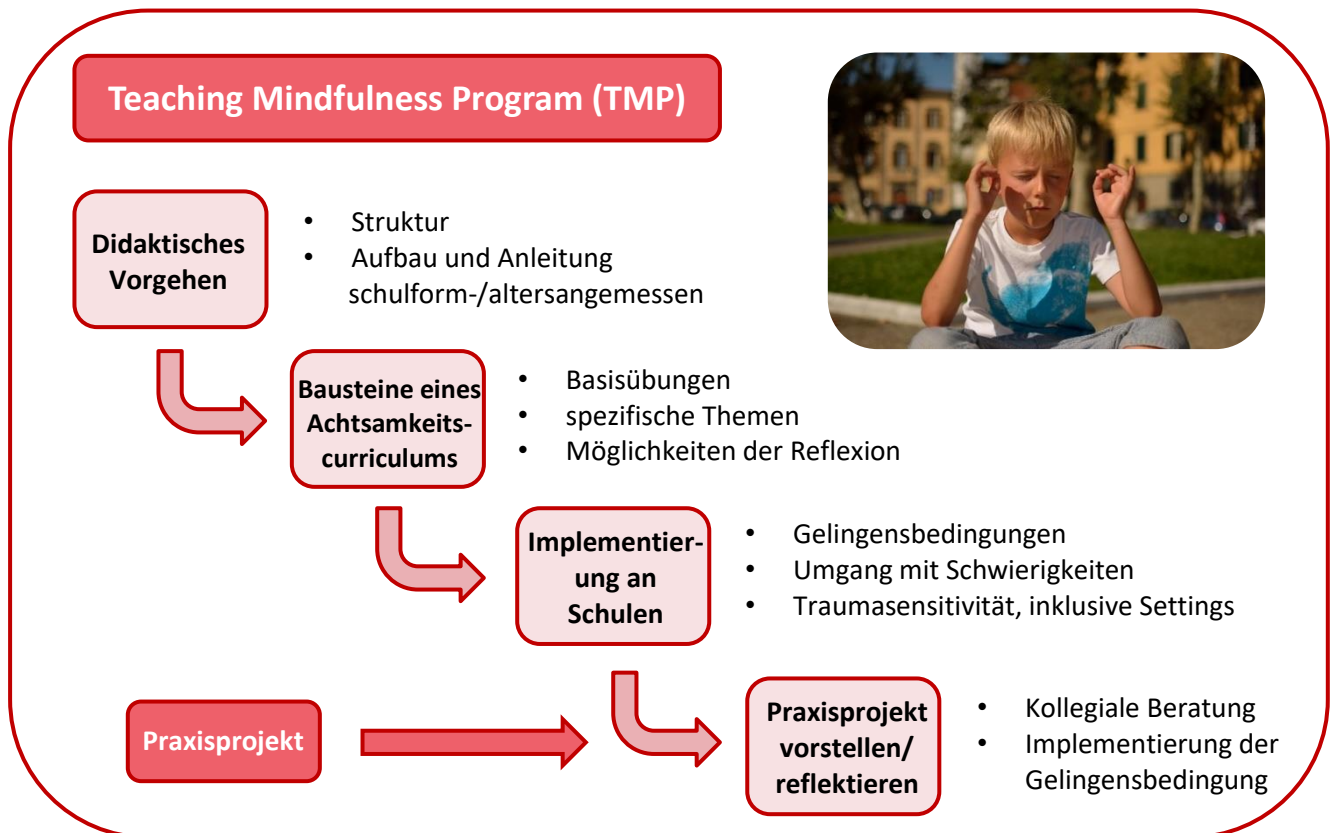 Teaching Mindfulness Program (TMP)
Didaktisches
Vorgehen
• Struktur
• Aufbau und Anleitung
schulform-/altersangemessen
Bausteine eines
Achtsamkeits-
curriculums
• Basisübungen
• spezifische Themen
• Möglichkeiten der Reflexion
Implementier-
ung an
Schulen
• Gelingensbedingungen
• Umgang mit Schwierigkeiten
• Traumasensitivität, inklusive Settings
Praxisprojekt
Praxisprojekt
vorstellen/
reflektieren
• Kollegiale Beratung
• Implementierung der
Gelingensbedingung